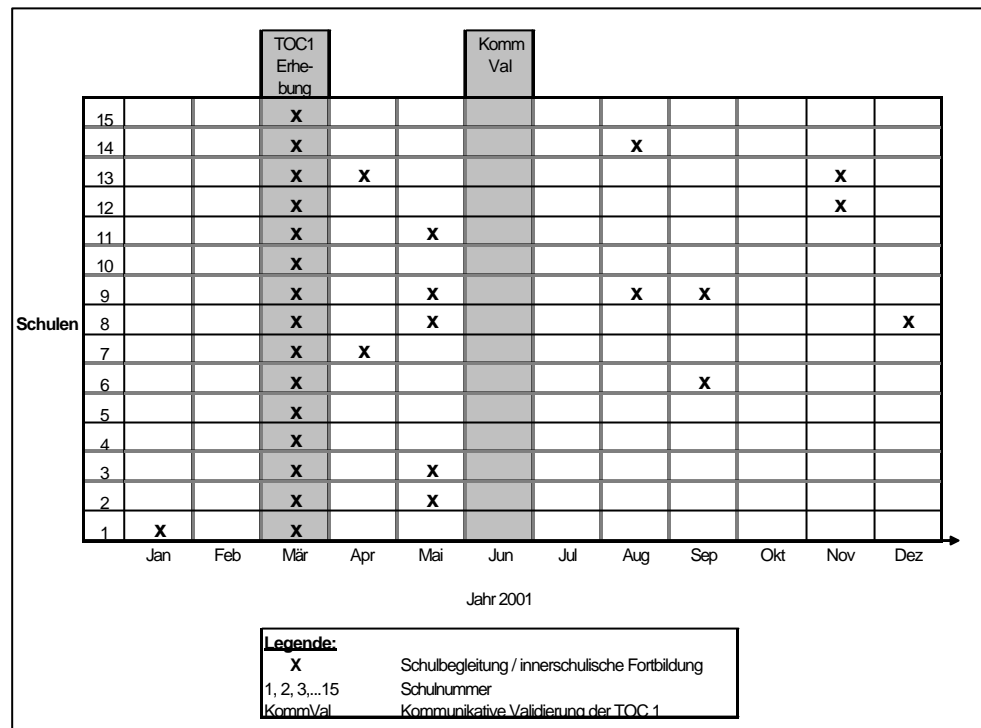 TOC1 Komm
Erhe- Val
bung
15 X
14 X X
13 X X X
12 X X
11 X X
10 X
9 X X X X
Schulen 8 X X X
7 X X
6 X X
5 X
4 X
3 X X
2 X X
1 X X
Jan Feb Mär Apr Mai Jun Jul Aug Sep Okt Nov Dez
Jahr 2001
Legende:
X Schulbegleitung / innerschulische Fortbildung
1, 2, 3,...15 Schulnummer
KommVal Kommunikative Validierung der TOC 1